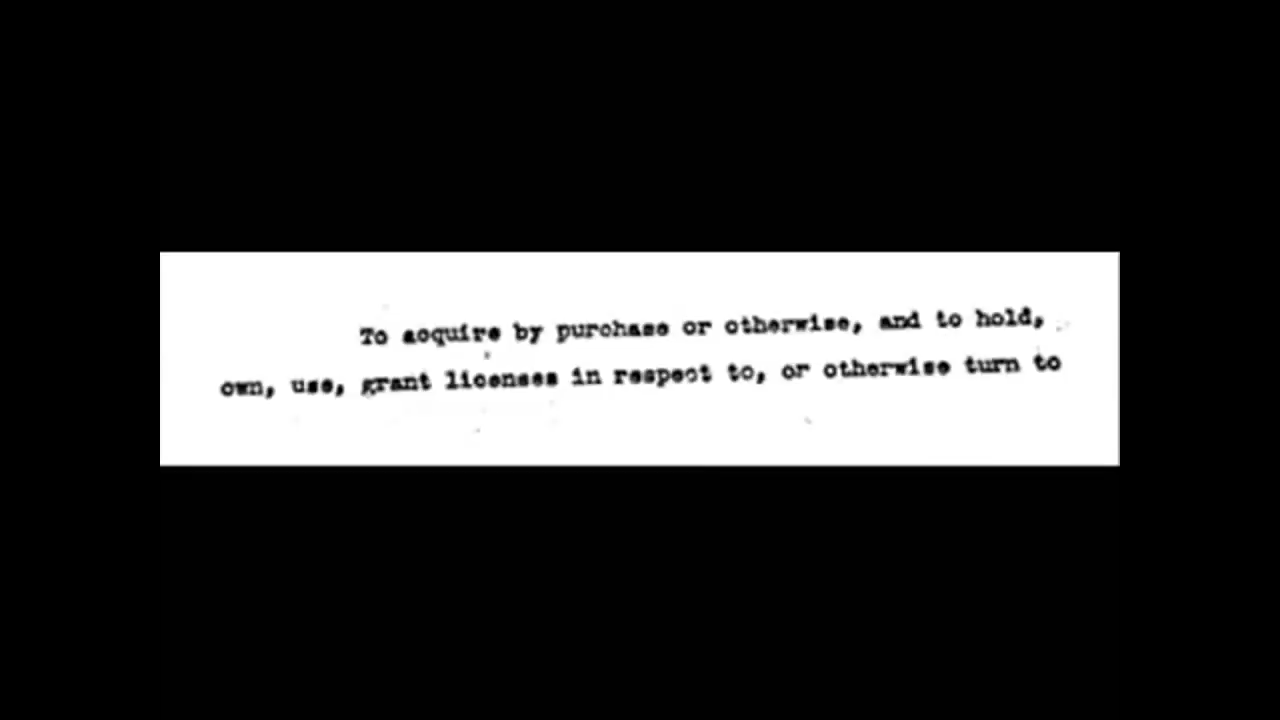 To acquire by purchase or otherwise, and to hold,
own, use, grant licenses in respect to, or otherwise turn to